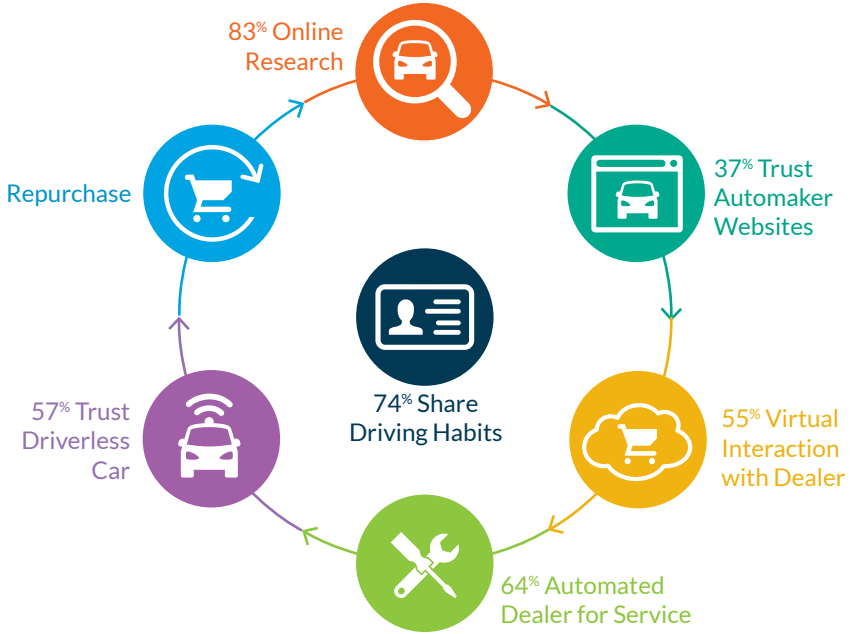 83% Online
Research
37% Trust
Automaker
Websites
55% Virtual
Interaction
with Dealer
64% Automated
Dealer for Service
57% Trust
Driverless
Car
Repurchase
74% Share
Driving Habits